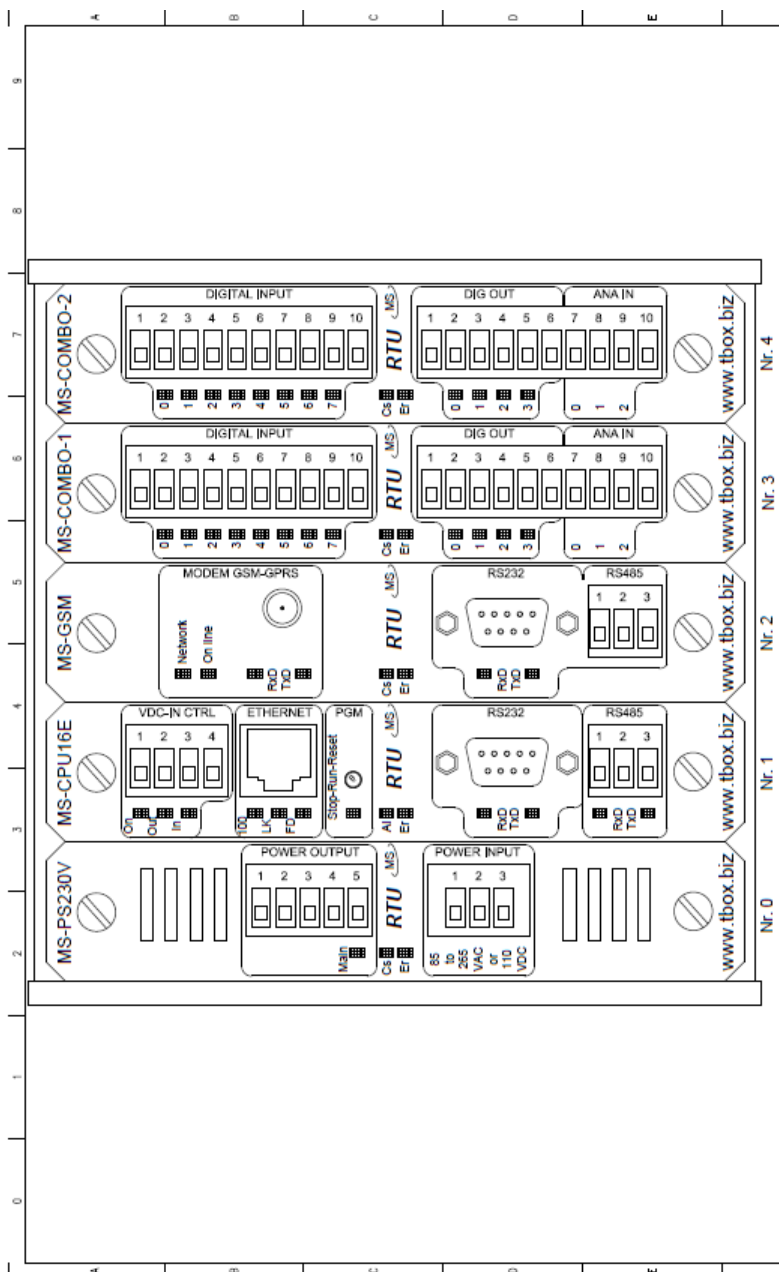 A B C D E
9
8
7
6
5
4
3
2
1
0
MS-COMBO-2
DIGITAL INPUT
1 2 3 4 5 6 7 8 9 10
0 1 2 3 4 5 6 7
RTU MS
Cs
Er
DIG OUT
ANA IN
1 2 3 4 5 6 7 8 9 10
0 1 2 3
0 1 2
www.tbox.biz
Nr. 4
MS-COMBO-1
DIGITAL INPUT
1 2 3 4 5 6 7 8 9 10
0 1 2 3 4 5 6 7
RTU MS
Cs
Er
DIG OUT
ANA IN
1 2 3 4 5 6 7 8 9 10
0 1 2 3
0 1 2
www.tbox.biz
Nr. 3
MS-GSM
MODEM GSM-GPRS
Network
On line
RxD
TxD
RTU MS
Cs
Er
RS232
RxD
TxD
RS485
1 2 3
www.tbox.biz
Nr. 2
MS-CPU16E
VDC-IN CTRL
1 2 3 4
On
Out
In
ETHERNET
100
LK
FD
PGM
Stop-Run-Reset
RTU MS
Al
Er
RS232
RxD
TxD
RS485
1 2 3
RxD
TxD
www.tbox.biz
Nr. 1
MS-PS230V
POWER OUTPUT
1 2 3 4 5
Main
RTU MS
Cs
Er
POWER INPUT
1 2 3
85
to
265
VAC
or
110
VDC
www.tbox.biz
Nr. 0
A B C D E